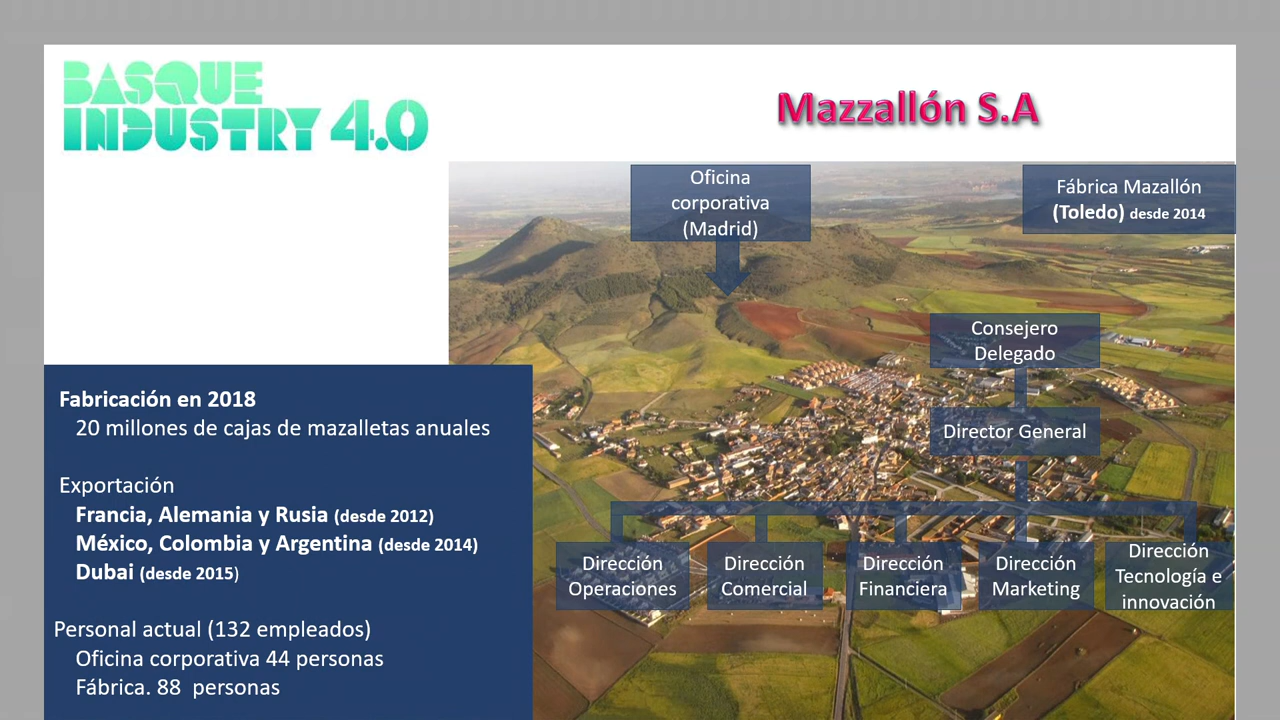 BASQUE
INDUSTRY 4.0
Mazzallón S.A
Oficina
corporativa
(Madrid)
Fábrica Mazallón
(Toledo) desde 2014
Consejero
Delegado
Director General
Dirección
Operaciones
Dirección
Comercial
Dirección
Financiera
Dirección
Marketing
Dirección
Tecnología e
innovación
Fabricación en 2018
20 millones de cajas de mazalletas anuales
Exportación
Francia, Alemania y Rusia (desde 2012)
México, Colombia y Argentina (desde 2014)
Dubai (desde 2015)
Personal actual (132 empleados)
Oficina corporativa 44 personas
Fábrica. 88 personas